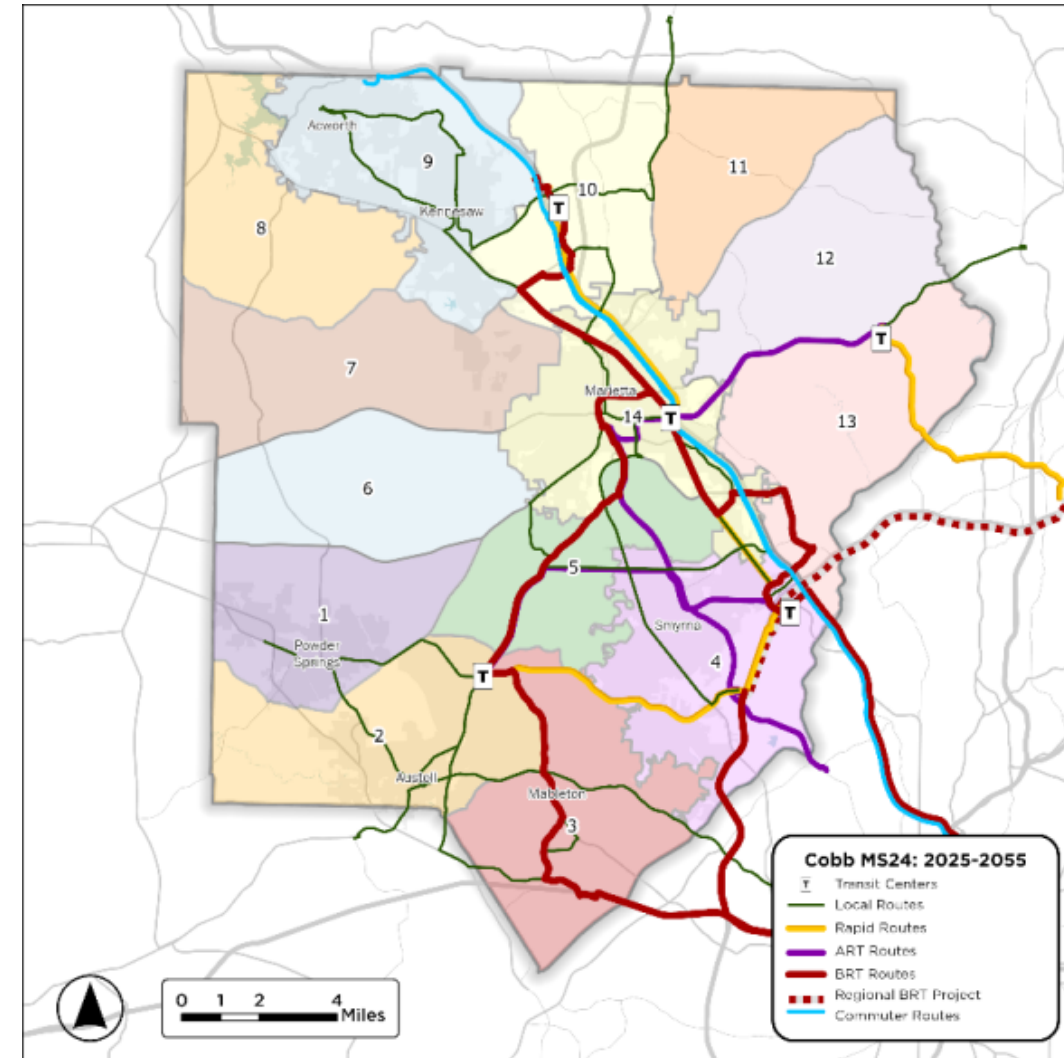 Acworth
9
10
11
Kennesaw
8
12
7
Marietta
14
13
6
5
1
Powder
Springs
Smyrna
4
2
Austell
Mableton
3
Cobb MS24: 2025-2055
T Transit Centers
Local Routes
Rapid Routes
ART Routes
BRT Routes
Regional BRT Project
Commuter Routes
0 1 2 4
Miles
T
T
T
T
T